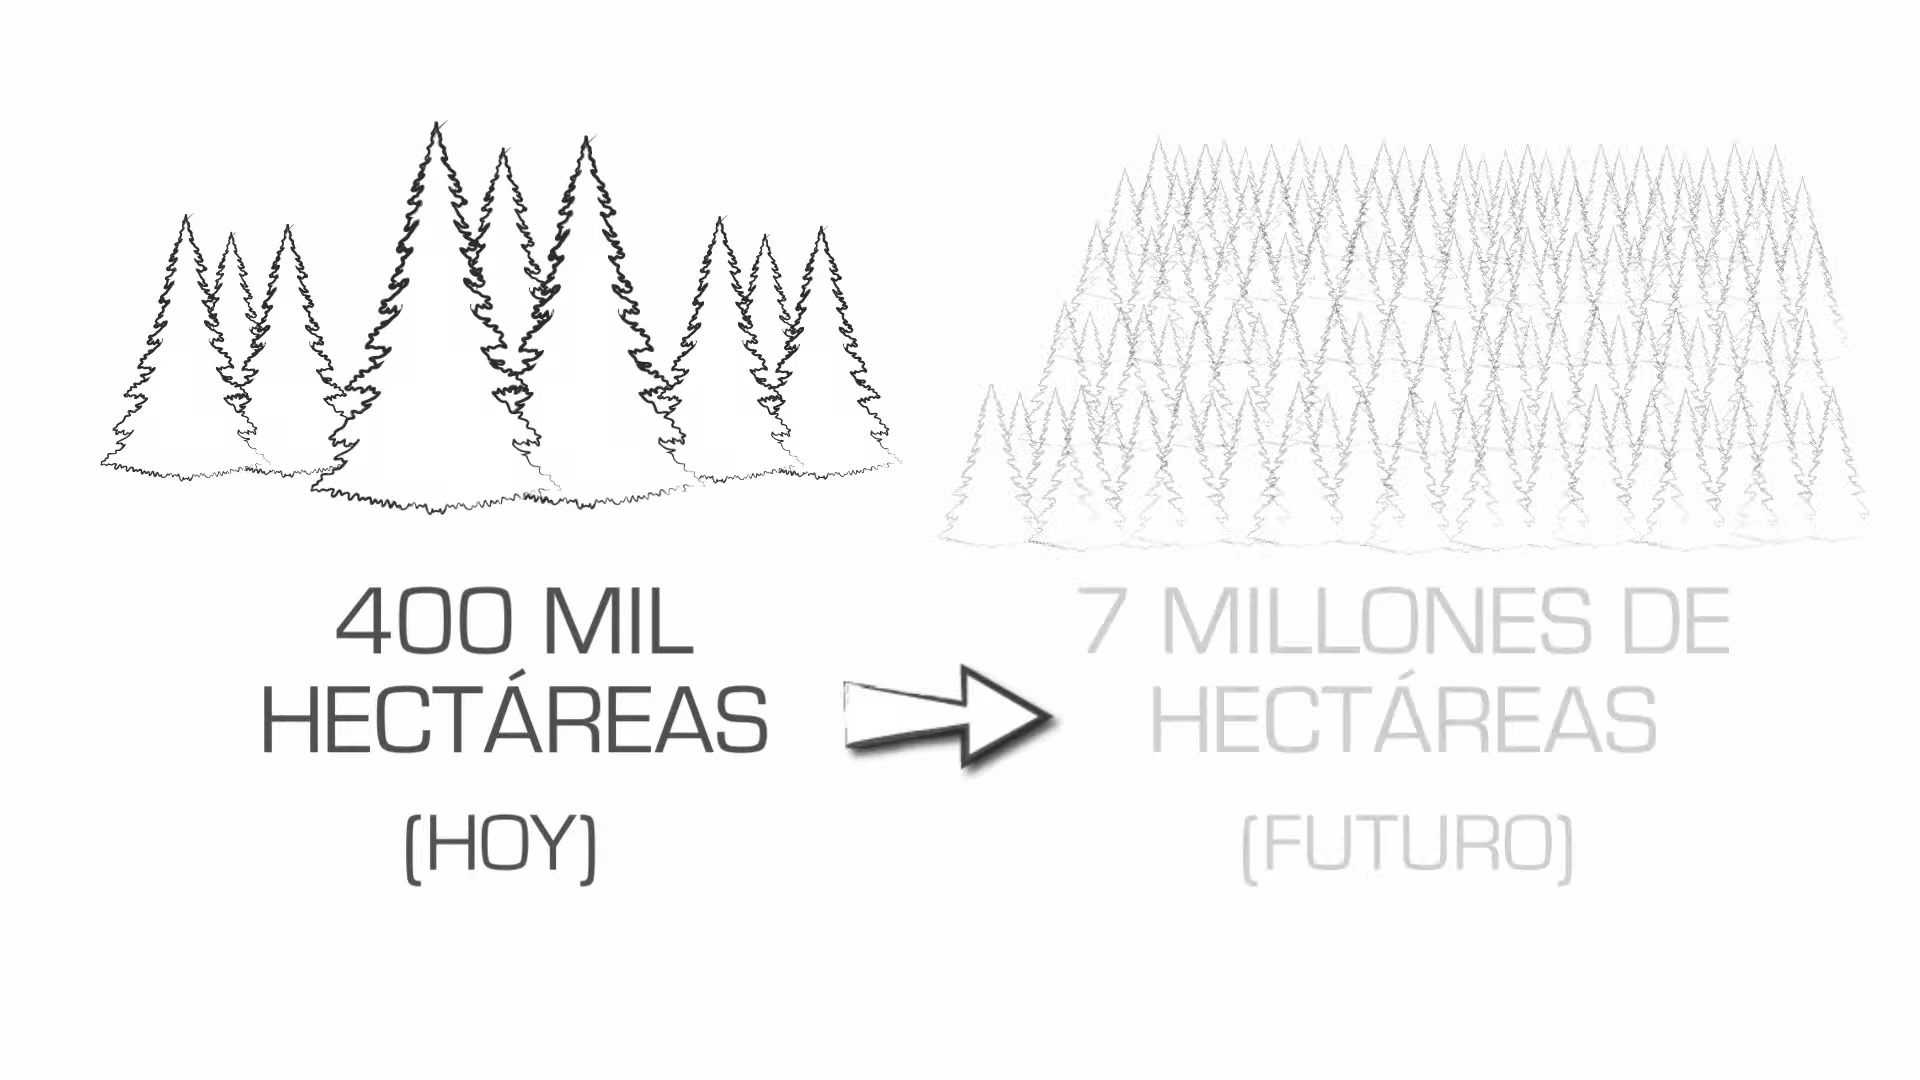 400 MIL
HECTÁREAS
(HOY)
7 MILLONES DE
HECTÁREAS
(FUTURO)